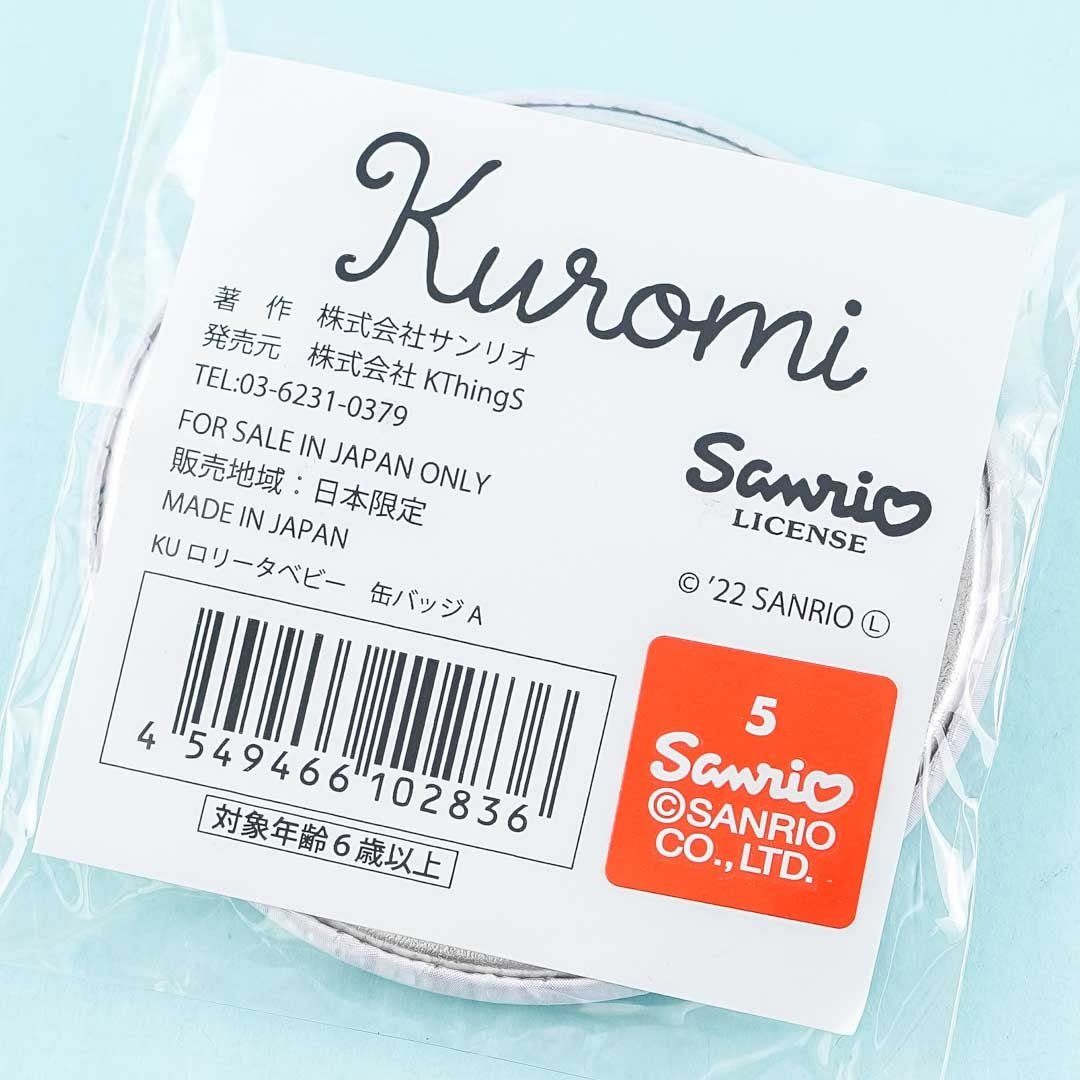 Kuromi
著　作　株式会社サンリオ
発売元　株式会社 KThingS
TEL:03-6231-0379
FOR SALE IN JAPAN ONLY
販売地域：日本限定
MADE IN JAPAN
KU ロリータベビー　缶バッジ A
4 549466 102836
対象年齢６歳以上
Sanrio
LICENSE
© '22 SANRIO Ⓛ
5
Sanrio
©SANRIO
CO.,LTD.